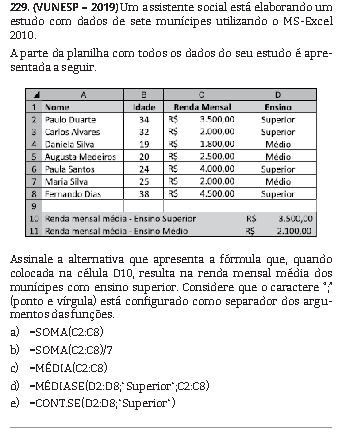 229. (VUNESP – 2019) Um assistente social está elaborando um
estudo com dados de sete munícipes utilizando o MS-Excel
2010.
A parte da planilha com todos os dados do seu estudo é apre-
sentada a seguir.
A B C D
1 Nome Idade Renda Mensal Ensino
2 Paulo Duarte 34 R$ 3.500,00 Superior
3 Carlos Alvares 32 R$ 2.000,00 Superior
4 Daniela Silva 19 R$ 1.800,00 Médio
5 Augusta Medeiros 20 R$ 2.500,00 Médio
6 Paula Santos 24 R$ 4.000,00 Superior
7 Maria Silva 25 R$ 2.000,00 Médio
8 Fernando Dias 38 R$ 4.500,00 Superior
9
10 Renda mensal média - Ensino Superior R$ 3.500,00
11 Renda mensal média - Ensino Médio R$ 2.100,00
Assinale a alternativa que apresenta a fórmula que, quando
colocada na célula D10, resulta na renda mensal média dos
munícipes com ensino superior. Considere que o caractere “;”
(ponto e vírgula) está configurado como separador dos argu-
mentos das funções.
a) =SOMA(C2:C8)
b) =SOMA(C2:C8)/7
c) =MÉDIA(C2:C8)
d) =MÉDIASE(D2:D8;“Superior”;C2:C8)
e) =CONT.SE(D2:D8;“Superior”)